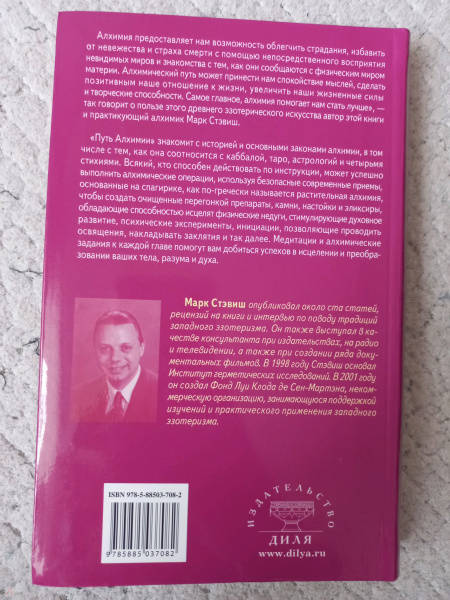 Алхимия предоставляет нам возможность облегчить страдания, избавить
от невежества и страха смерти с помощью непосредственного восприятия
невидимых миров и знакомства с тем, как они сообщаются с физическим миром
материи. Алхимический путь может принести нам спокойствие мыслей, сделать
позитивным наше отношение к жизни, увеличить наши жизненные силы
и творческие способности. Самое главное, алхимия помогает нам стать лучше», —
так говорит о пользе этого древнего эзотерического искусства автор этой книги
и практикующий алхимик Марк Стэвиш.
«Путь Алхимии» знакомит с историей и основными законами алхимии, в том
числе с тем, как она соотносится с каббалой, таро, астрологией и четырьмя
стихиями. Всякий, кто способен действовать по инструкции, может успешно
выполнить алхимические операции, используя безопасные современные приемы,
основанные на спагирике, как по-гречески называется растительная алхимия,
чтобы создать очищенные перегонкой препараты, камни, настойки и эликсиры,
обладающие способностью исцелять физические недуги, стимулирующие духовное
развитие, психические эксперименты, инициации, позволяющие проводить
освящения, накладывать заклятия и так далее. Медитации и алхимические
задания к каждой главе помогут вам добиться успехов в исцелении и преобра-
зовании ваших тела, разума и духа.
Марк Стэвиш опубликовал около ста статей,
рецензий на книги и интервью по поводу традиций
западного эзотеризма. Он также выступал в ка-
честве консультанта при издательствах, на радио
и телевидении, а также при создании ряда доку-
ментальных фильмов. В 1998 году Стэвиш основал
Институт герметических исследований. В 2001 году
он создал Фонд Луи Клода де Сен-Мартэна, неком-
мерческую организацию, занимающуюся поддержкой
изучений и практического применения западного
эзотеризма.
ISBN 978-5-88503-708-2
9785885037082
ИЗДАТЕЛЬСТВО
ДИЛЯ
www.dilya.ru